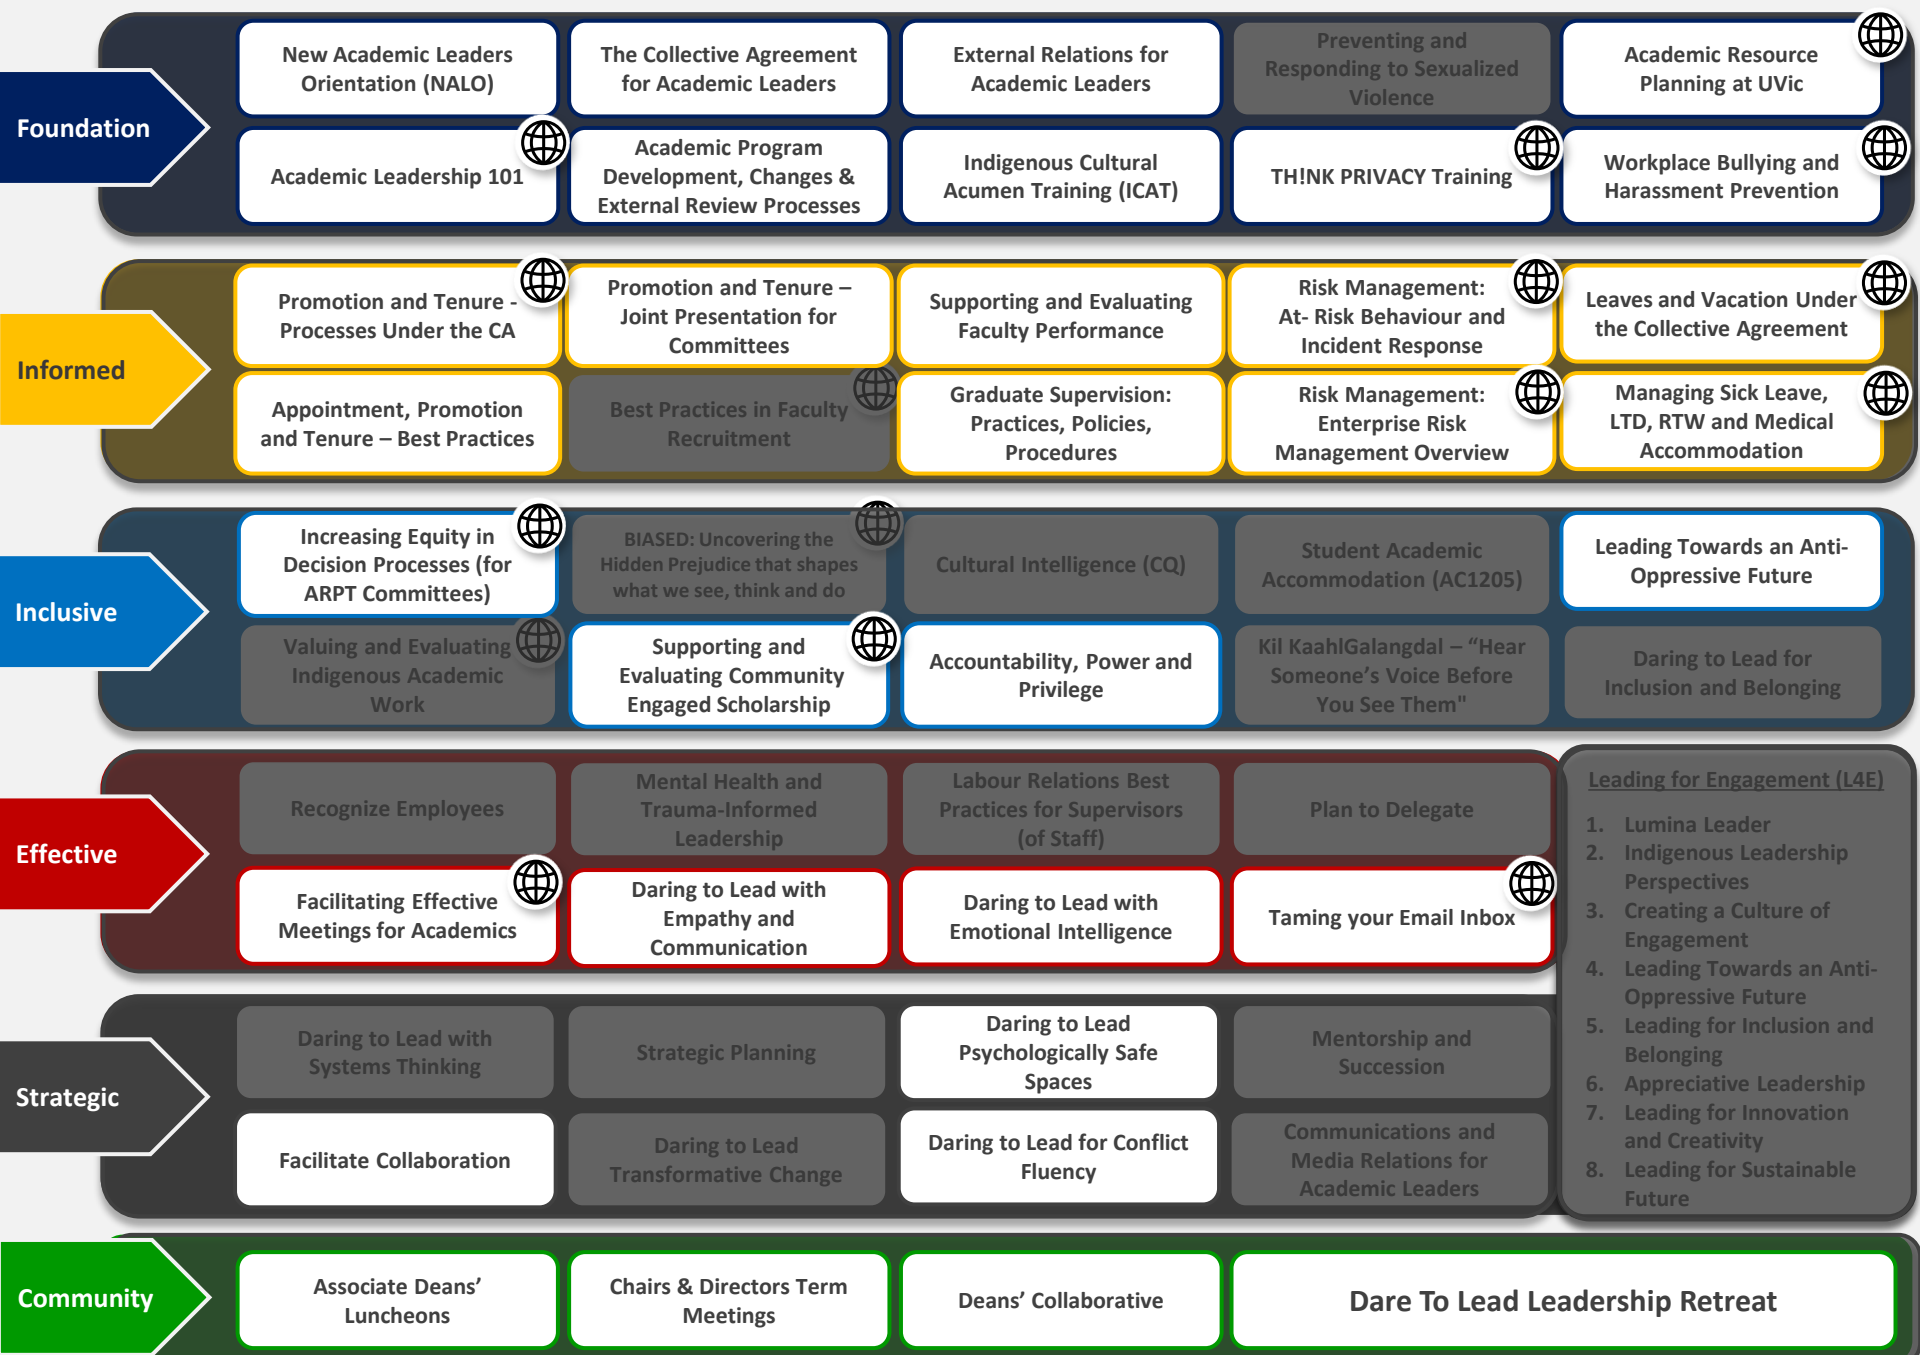 Foundation
New Academic Leaders
Orientation (NALO)
The Collective Agreement
for Academic Leaders
External Relations for
Academic Leaders
Preventing and
Responding to Sexualized
Violence
Academic Resource
Planning at UVic
Academic Leadership 101
Academic Program
Development, Changes &
External Review Processes
Indigenous Cultural
Acumen Training (ICAT)
TH!NK PRIVACY Training
Workplace Bullying and
Harassment Prevention
Informed
Promotion and Tenure -
Processes Under the CA
Promotion and Tenure –
Joint Presentation for
Committees
Supporting and Evaluating
Faculty Performance
Risk Management:
At- Risk Behaviour and
Incident Response
Leaves and Vacation Under
the Collective Agreement
Appointment, Promotion
and Tenure – Best Practices
Best Practices in Faculty
Recruitment
Graduate Supervision:
Practices, Policies,
Procedures
Risk Management:
Enterprise Risk
Management Overview
Managing Sick Leave,
LTD, RTW and Medical
Accommodation
Inclusive
Increasing Equity in
Decision Processes (for
ARPT Committees)
BIASED: Uncovering the
Hidden Prejudice that shapes
what we see, think and do
Cultural Intelligence (CQ)
Student Academic
Accommodation (AC1205)
Leading Towards an Anti-
Oppressive Future
Valuing and Evaluating
Indigenous Academic
Work
Supporting and
Evaluating Community
Engaged Scholarship
Accountability, Power and
Privilege
Kil KaahlGalangdal – “Hear
Someone’s Voice Before
You See Them"
Daring to Lead for
Inclusion and Belonging
Effective
Recognize Employees
Mental Health and
Trauma-Informed
Leadership
Labour Relations Best
Practices for Supervisors
(of Staff)
Plan to Delegate
Facilitating Effective
Meetings for Academics
Daring to Lead with
Empathy and
Communication
Daring to Lead with
Emotional Intelligence
Taming your Email Inbox
Leading for Engagement (L4E)
1. Lumina Leader
2. Indigenous Leadership
Perspectives
3. Creating a Culture of
Engagement
4. Leading Towards an Anti-
Oppressive Future
5. Leading for Inclusion and
Belonging
6. Appreciative Leadership
7. Leading for Innovation
and Creativity
8. Leading for Sustainable
Future
Strategic
Daring to Lead with
Systems Thinking
Strategic Planning
Daring to Lead
Psychologically Safe
Spaces
Mentorship and
Succession
Facilitate Collaboration
Daring to Lead
Transformative Change
Daring to Lead for Conflict
Fluency
Communications and
Media Relations for
Academic Leaders
Community
Associate Deans’
Luncheons
Chairs & Directors Term
Meetings
Deans’ Collaborative
Dare To Lead Leadership Retreat